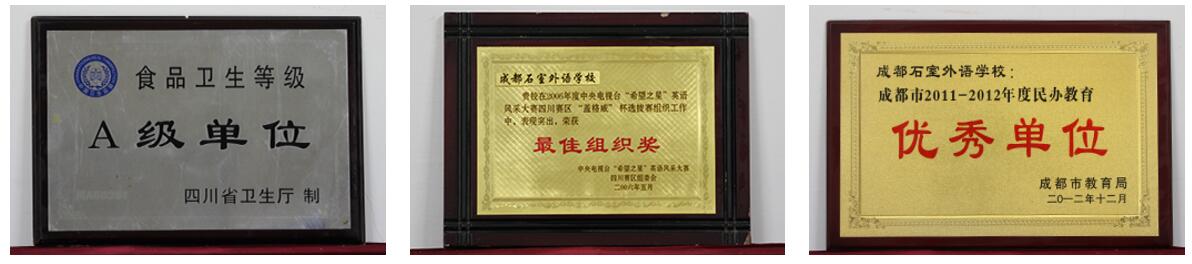 食品卫生等级
A级单位
四川省卫生厅 制
成都石室外语学校
贵校在2006年度中央电视台“希望之星”英语
风采大赛四川赛区“盖格威”杯选拔赛组织工作
中，表现突出，荣获
最佳组织奖
中央电视台“希望之星”英语风采大赛
四川赛区组委会
二00六年五月
成都石室外语学校：
成都市2011-2012年度民办教育
优秀单位
成都市教育局
二〇一二年十二月